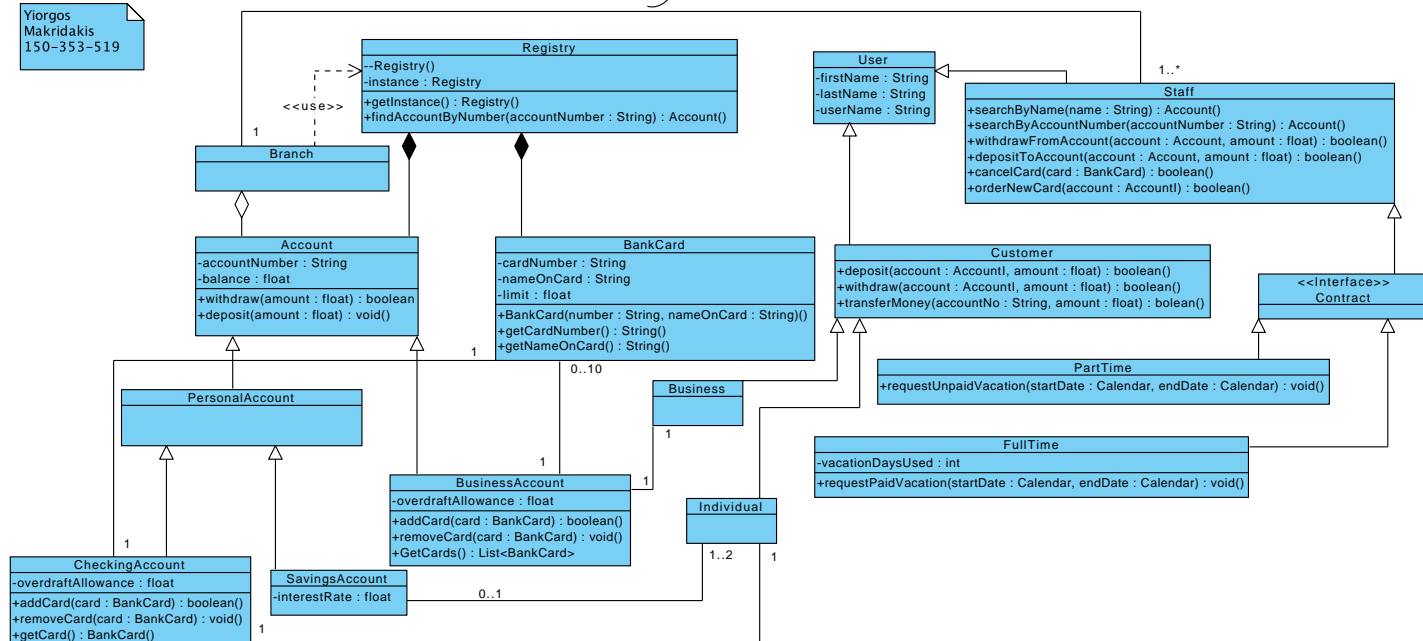 Yiorgos
Makridakis
150-353-519
Registry
--Registry()
-instance : Registry
+getInstance() : Registry()
+findAccountByNumber(accountNumber : String) : Account()
<<use>>
1
Branch
User
-firstName : String
-lastName : String
-userName : String
1..*
Staff
+searchByName(name : String) : Account()
+searchByAccountNumber(accountNumber : String) : Account()
+withdrawFromAccount(account : Account, amount : float) : boolean()
+depositToAccount(account : Account, amount : float) : boolean()
+cancelCard(card : BankCard) : boolean()
+orderNewCard(account : AccountI) : boolean()
Account
-accountNumber : String
-balance : float
+withdraw(amount : float) : boolean
+deposit(amount : float) : void()
BankCard
-cardNumber : String
-nameOnCard : String
-limit : float
+BankCard(number : String, nameOnCard : String)()
+getCardNumber() : String()
+getNameOnCard() : String()
Customer
+deposit(account : AccountI, amount : float) : boolean()
+withdraw(account : AccountI, amount : float) : boolean()
+transferMoney(accountNo : String, amount : float) : bolean()
<<Interface>>
Contract
1
0..10
PartTime
+requestUnpaidVacation(startDate : Calendar, endDate : Calendar) : void()
PersonalAccount
Business
1
FullTime
-vacationDaysUsed : int
+requestPaidVacation(startDate : Calendar, endDate : Calendar) : void()
1
1
BusinessAccount
-overdraftAllowance : float
+addCard(card : BankCard) : boolean()
+removeCard(card : BankCard) : void()
+GetCards() : List<BankCard>
Individual
1..2
1
1
CheckingAccount
-overdraftAllowance : float
+addCard(card : BankCard) : boolean()
+removeCard(card : BankCard) : void()
+getCard() : BankCard()
1
SavingsAccount
-interestRate : float
0..1